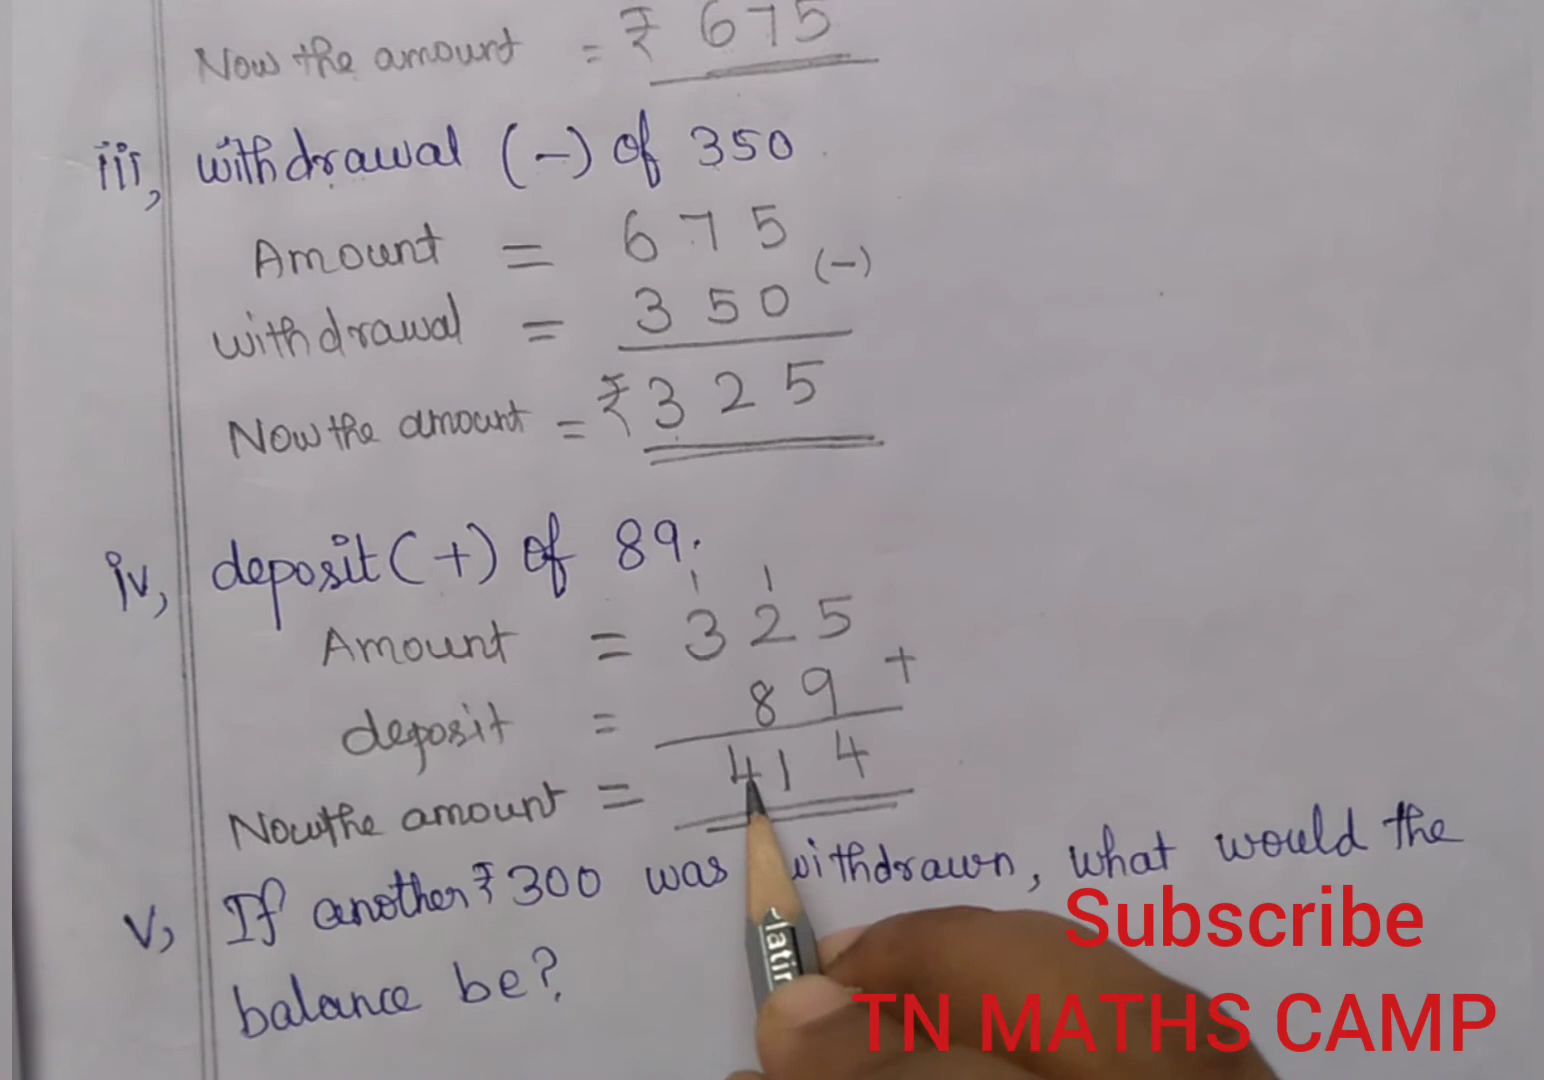 Now the amount = ₹ 675
iii, withdrawal (-) of 350
Amount = 675
withdrawal = 350 (-)
Now the amount = ₹ 325
iv, deposit (+) of 89.
1 1
Amount = 325
deposit = 89 +
Now the amount = 414
v, If another ₹ 300 was withdrawn, what would the
balance be?
Subscribe
TN MATHS CAMP